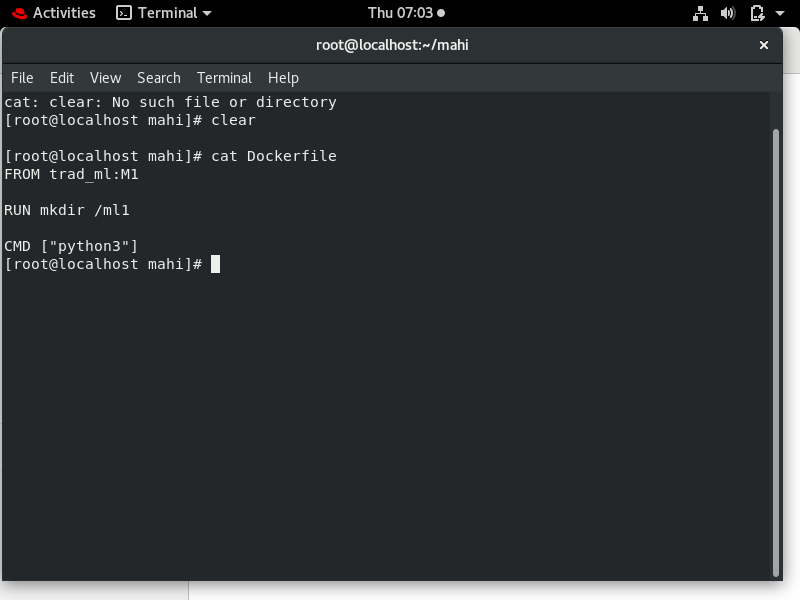 Activities Terminal Thu 07:03
root@localhost:~/mahi ×
File Edit View Search Terminal Help
cat: clear: No such file or directory
[root@localhost mahi]# clear
[root@localhost mahi]# cat Dockerfile
FROM trad_ml:M1
RUN mkdir /ml1
CMD ["python3"]
[root@localhost mahi]#